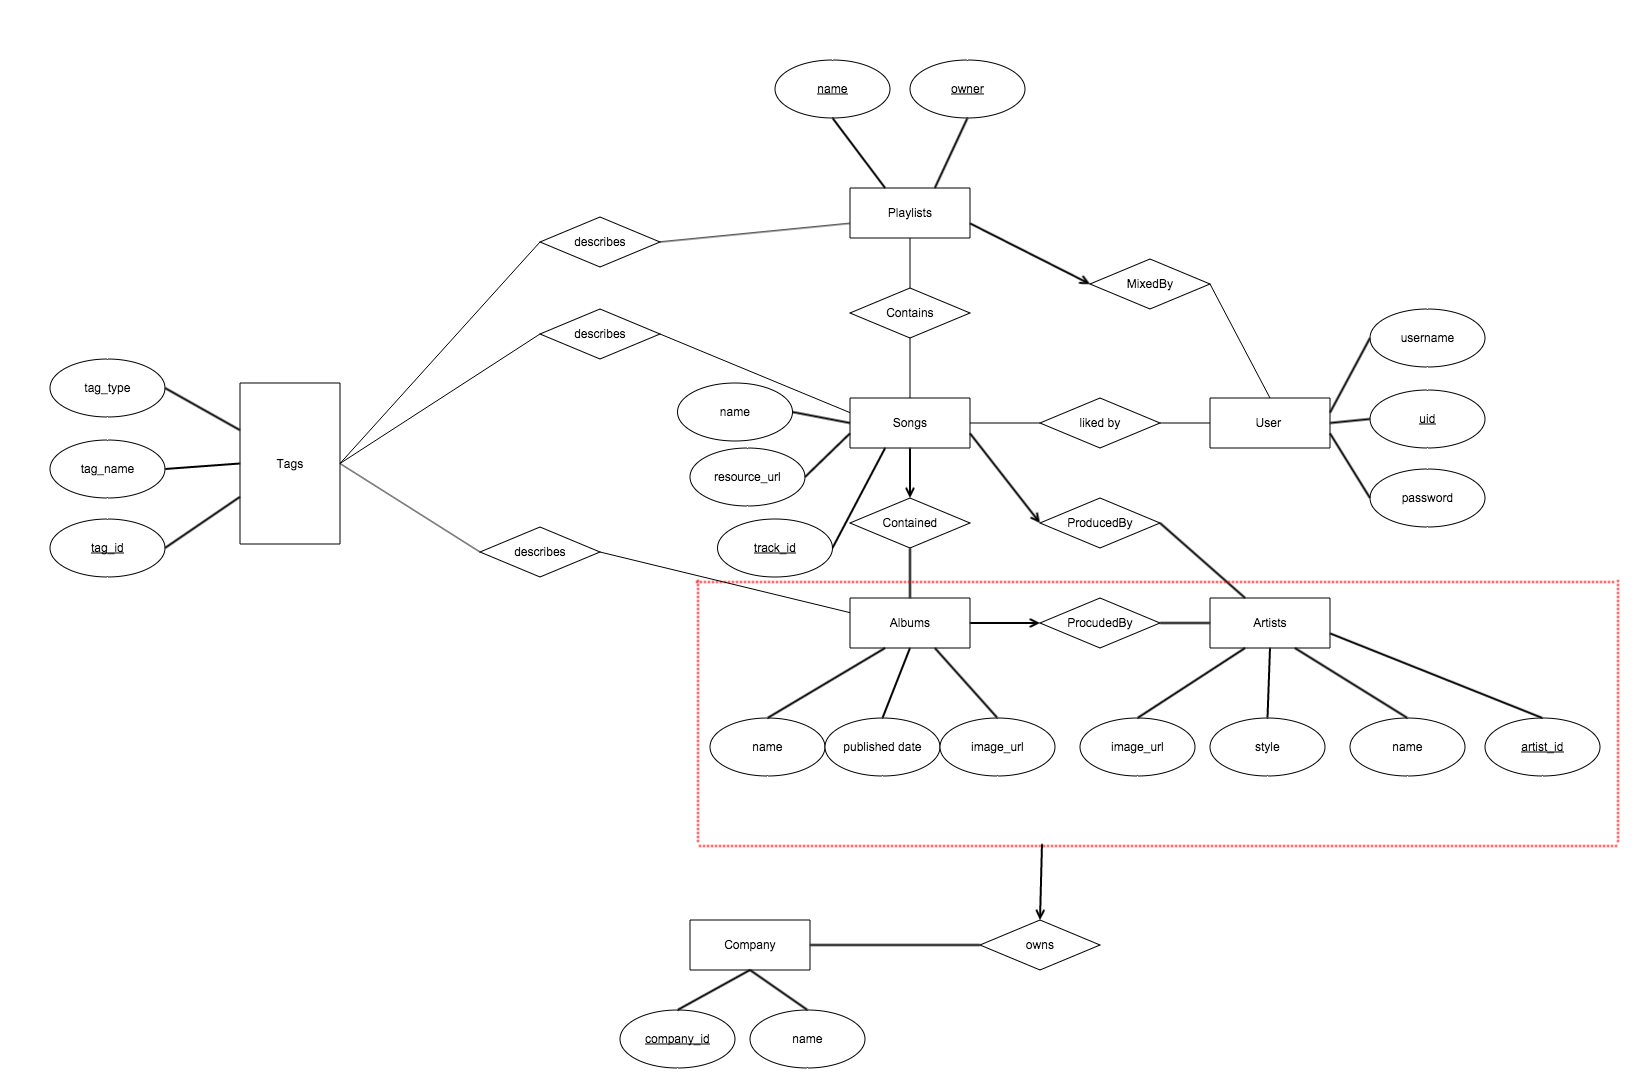 name
owner
Playlists
describes
MixedBy
Contains
describes
username
tag_type
name
Songs
liked by
User
uid
Tags
tag_name
resource_url
password
Contained
ProducedBy
tag_id
track_id
describes
Albums
ProcudedBy
Artists
name
published date
image_url
image_url
style
name
artist_id
Company
owns
company_id
name